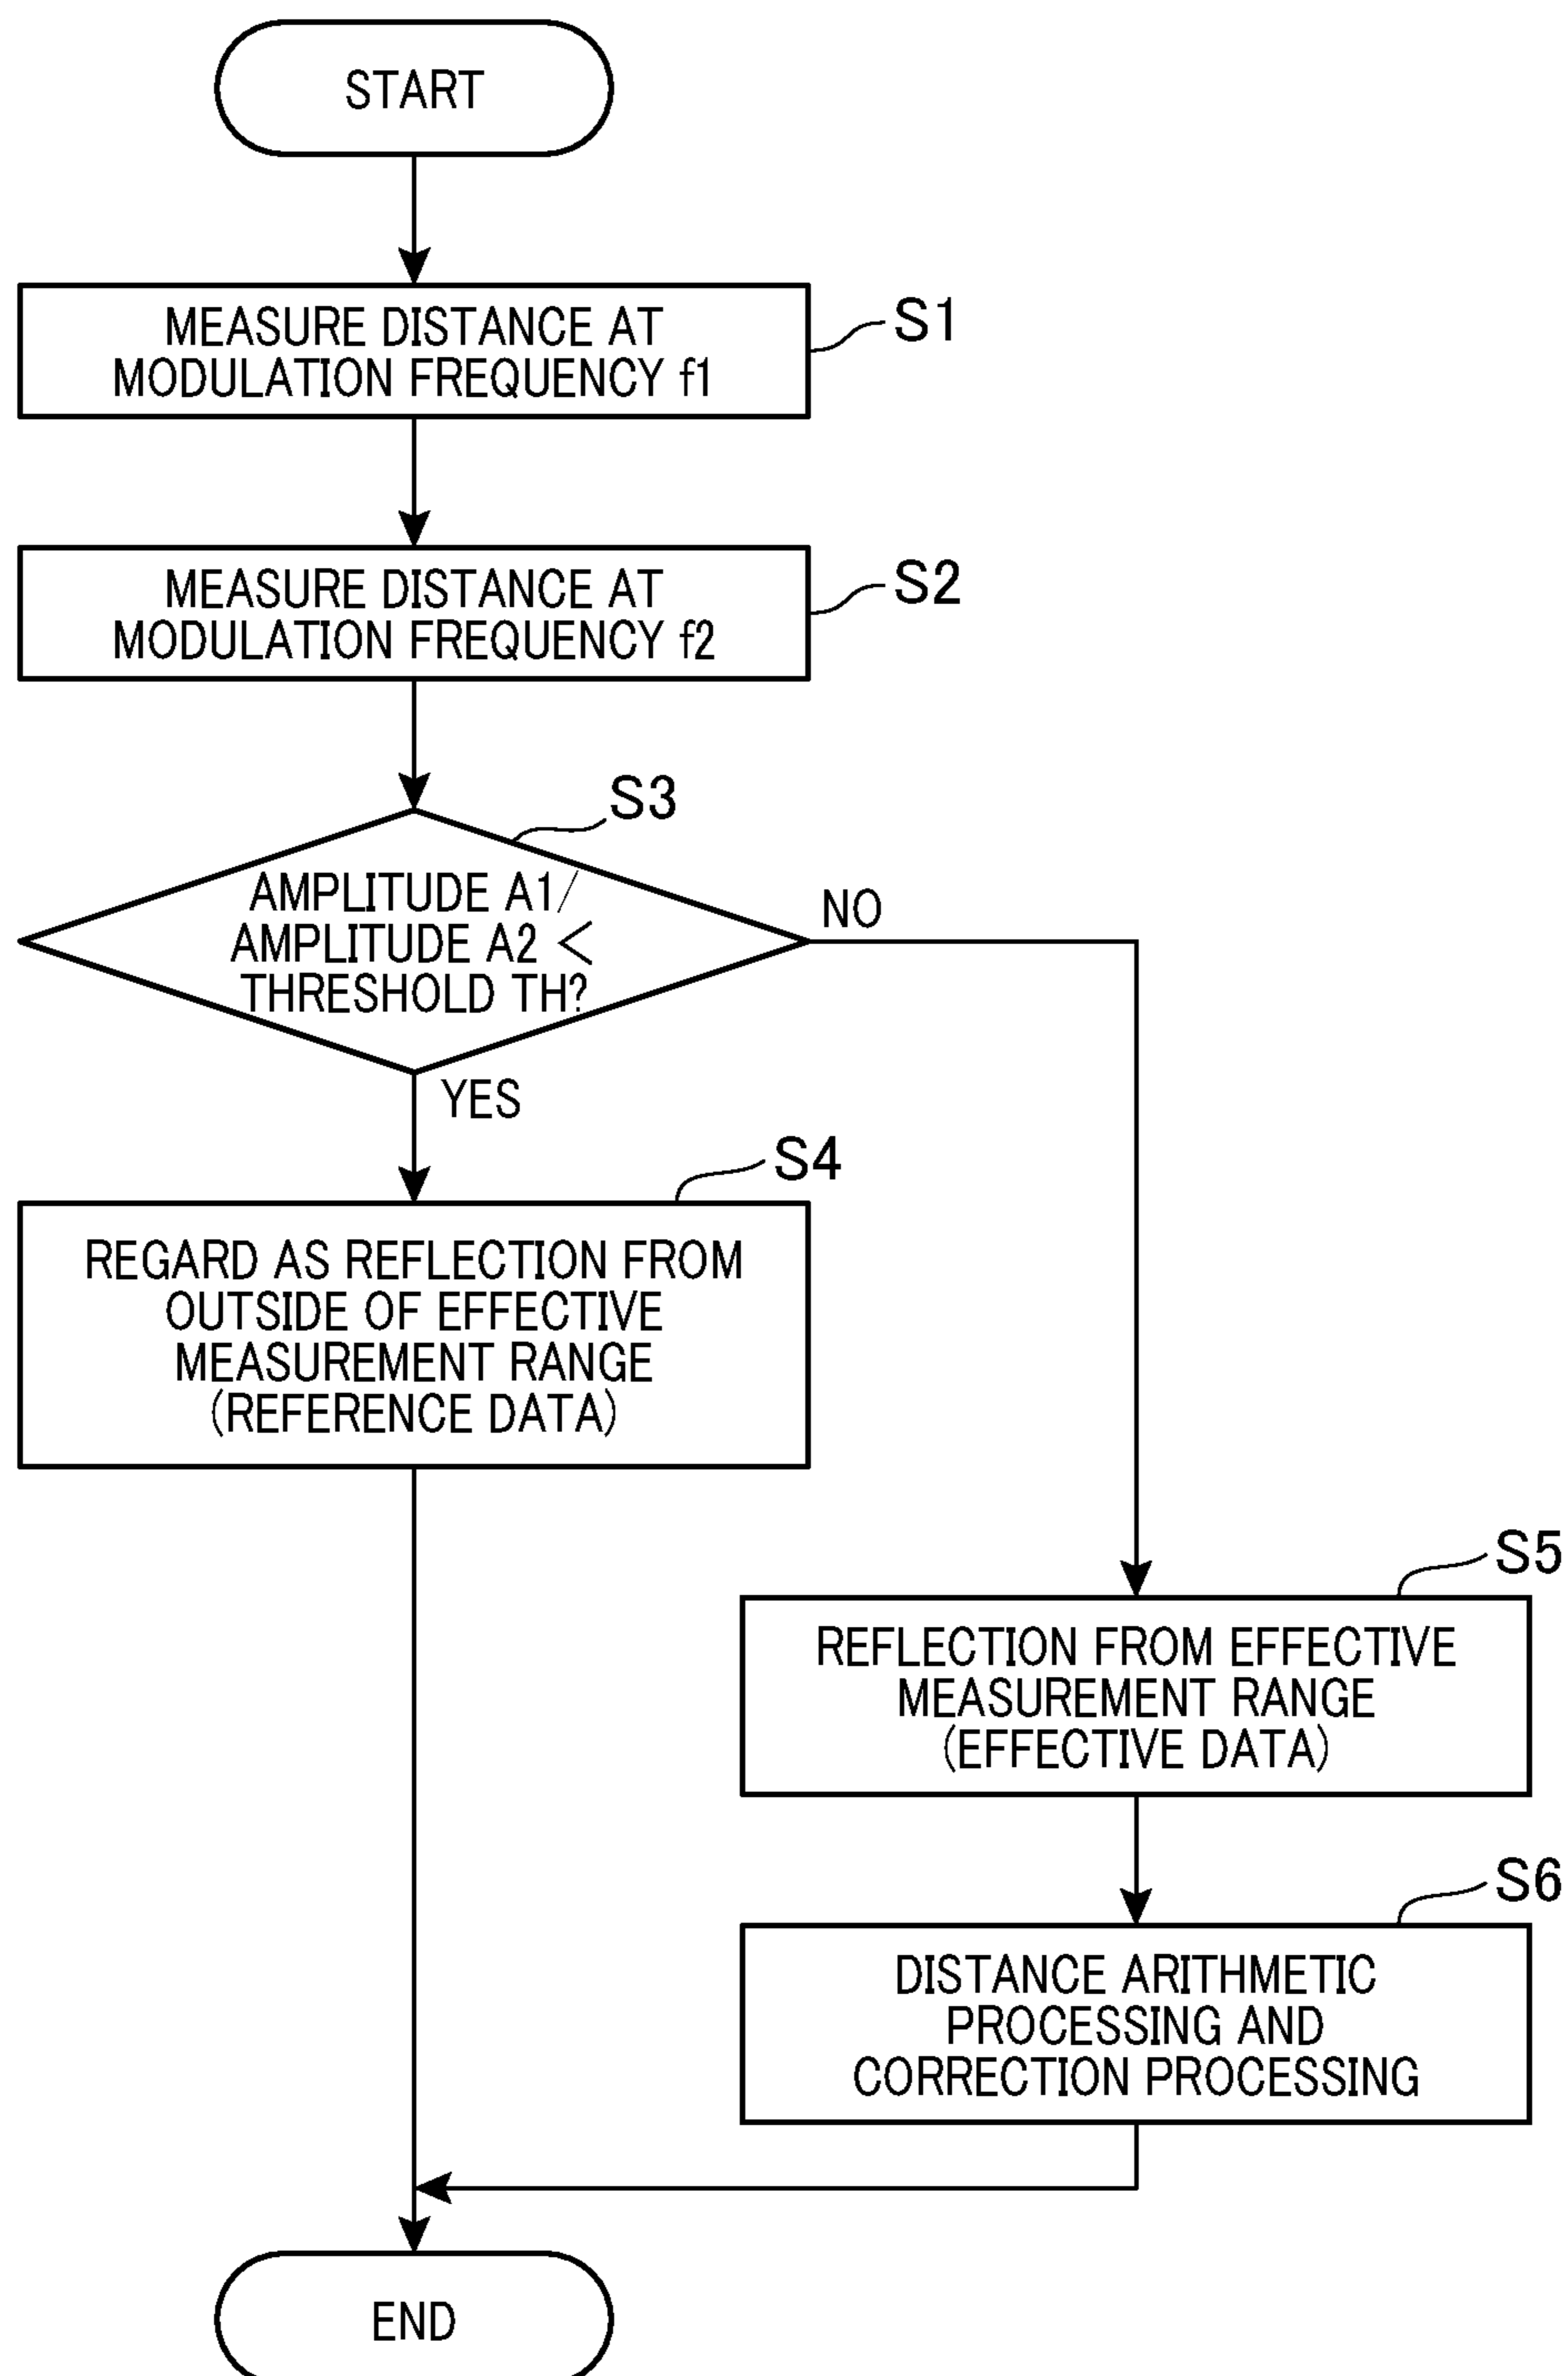 START
MEASURE DISTANCE AT
MODULATION FREQUENCY f1
S1
MEASURE DISTANCE AT
MODULATION FREQUENCY f2
S2
S3
AMPLITUDE A1/
AMPLITUDE A2 <
THRESHOLD TH?
NO
YES
S4
REGARD AS REFLECTION FROM
OUTSIDE OF EFFECTIVE
MEASUREMENT RANGE
(REFERENCE DATA)
S5
REFLECTION FROM EFFECTIVE
MEASUREMENT RANGE
(EFFECTIVE DATA)
S6
DISTANCE ARITHMETIC
PROCESSING AND
CORRECTION PROCESSING
END